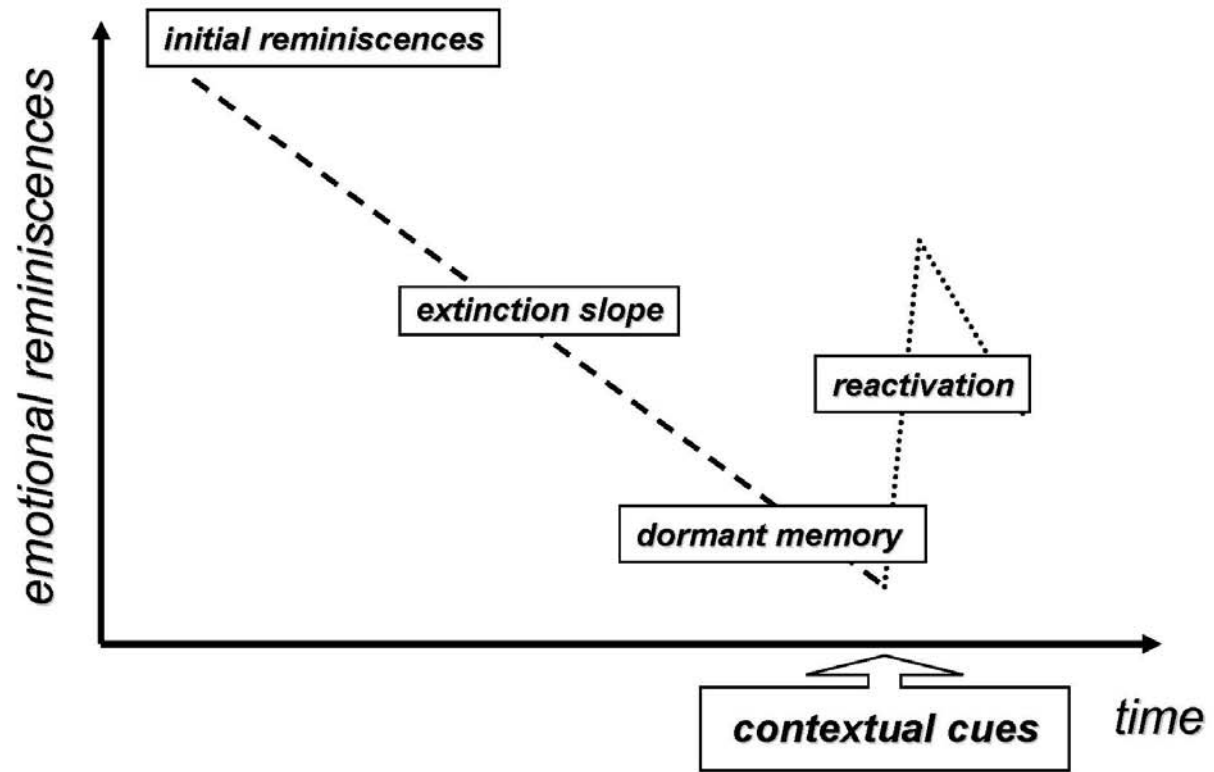 initial reminiscences
emotional reminiscences
extinction slope
reactivation
dormant memory
contextual cues
time